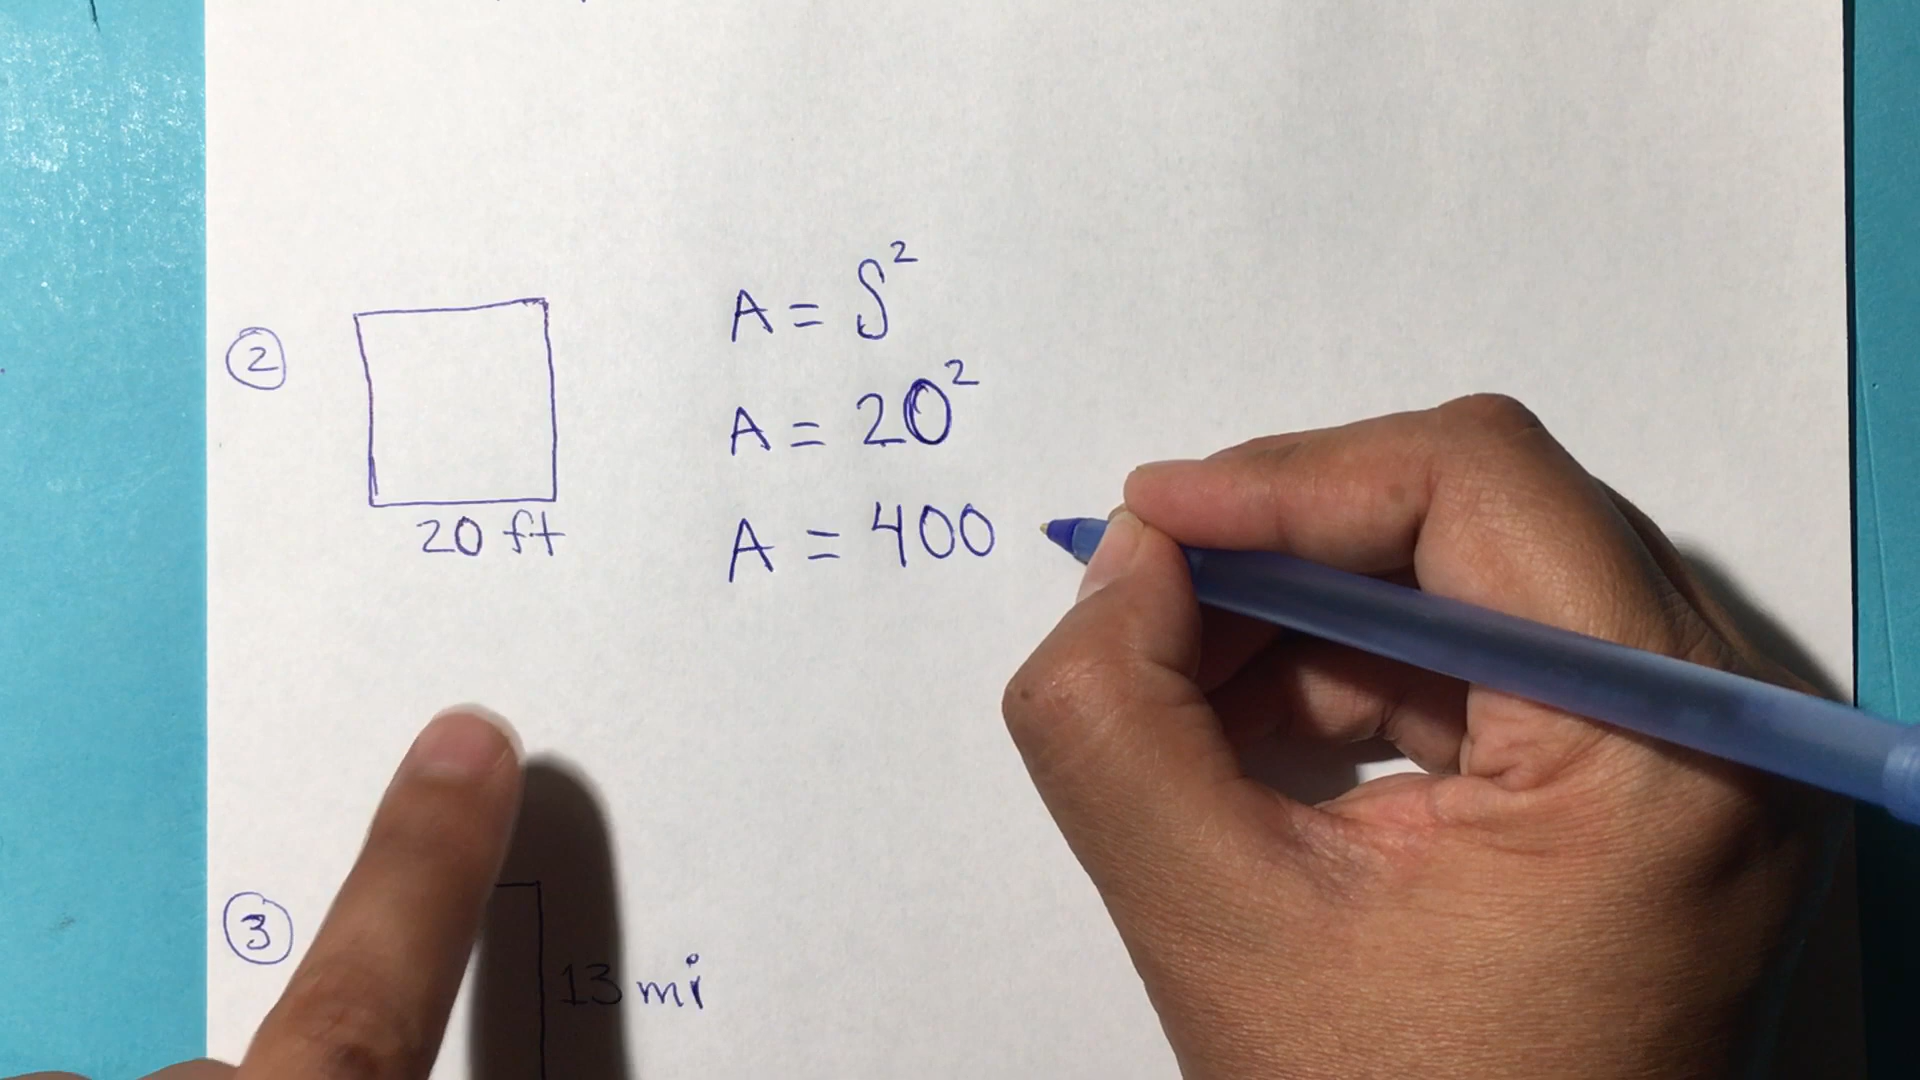 ②
20 ft
A = S²
A = 20²
A = 400
③
13 mi